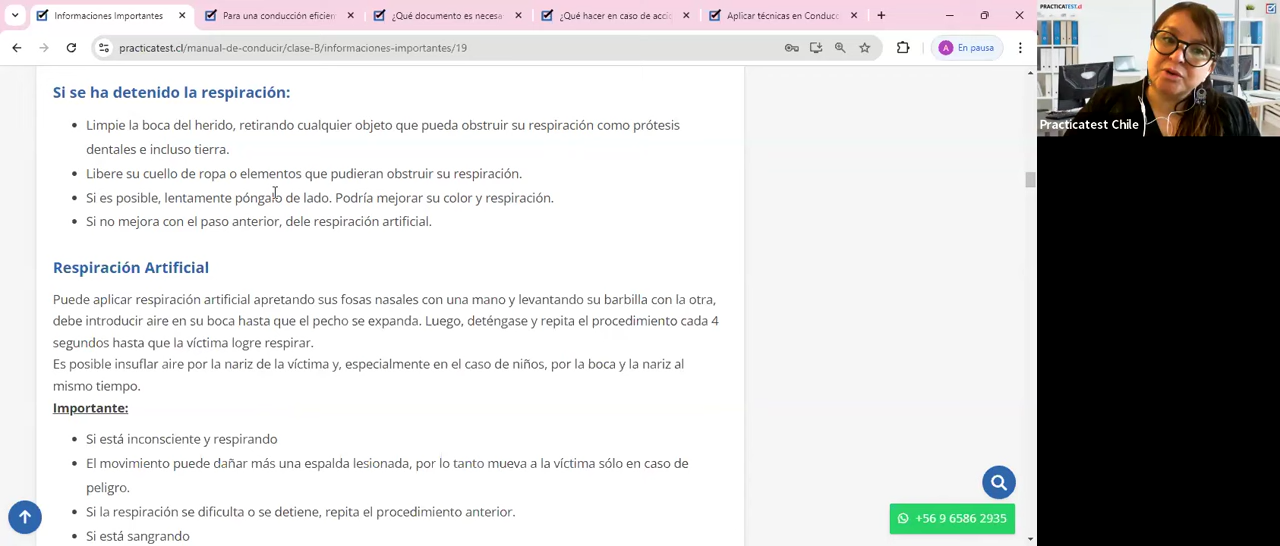 Informaciones Importantes
Para una conducción eficien
¿Qué documento es necesa
¿Qué hacer en caso de acci
Aplicar técnicas en Conduc
practicatest.cl/manual-de-conducir/clase-B/informaciones-importantes/19
A En pausa
PRACTICATEST.cl
Practicatest Chile
Si se ha detenido la respiración:
Limpie la boca del herido, retirando cualquier objeto que pueda obstruir su respiración como prótesis
dentales e incluso tierra.
Libere su cuello de ropa o elementos que pudieran obstruir su respiración.
Si es posible, lentamente póngalo de lado. Podría mejorar su color y respiración.
Si no mejora con el paso anterior, dele respiración artificial.
Respiración Artificial
Puede aplicar respiración artificial apretando sus fosas nasales con una mano y levantando su barbilla con la otra,
debe introducir aire en su boca hasta que el pecho se expanda. Luego, deténgase y repita el procedimiento cada 4
segundos hasta que la víctima logre respirar.
Es posible insuflar aire por la nariz de la víctima y, especialmente en el caso de niños, por la boca y la nariz al
mismo tiempo.
Importante:
Si está inconsciente y respirando
El movimiento puede dañar más una espalda lesionada, por lo tanto mueva a la víctima sólo en caso de
peligro.
Si la respiración se dificulta o se detiene, repita el procedimiento anterior.
Si está sangrando
+56 9 6586 2935